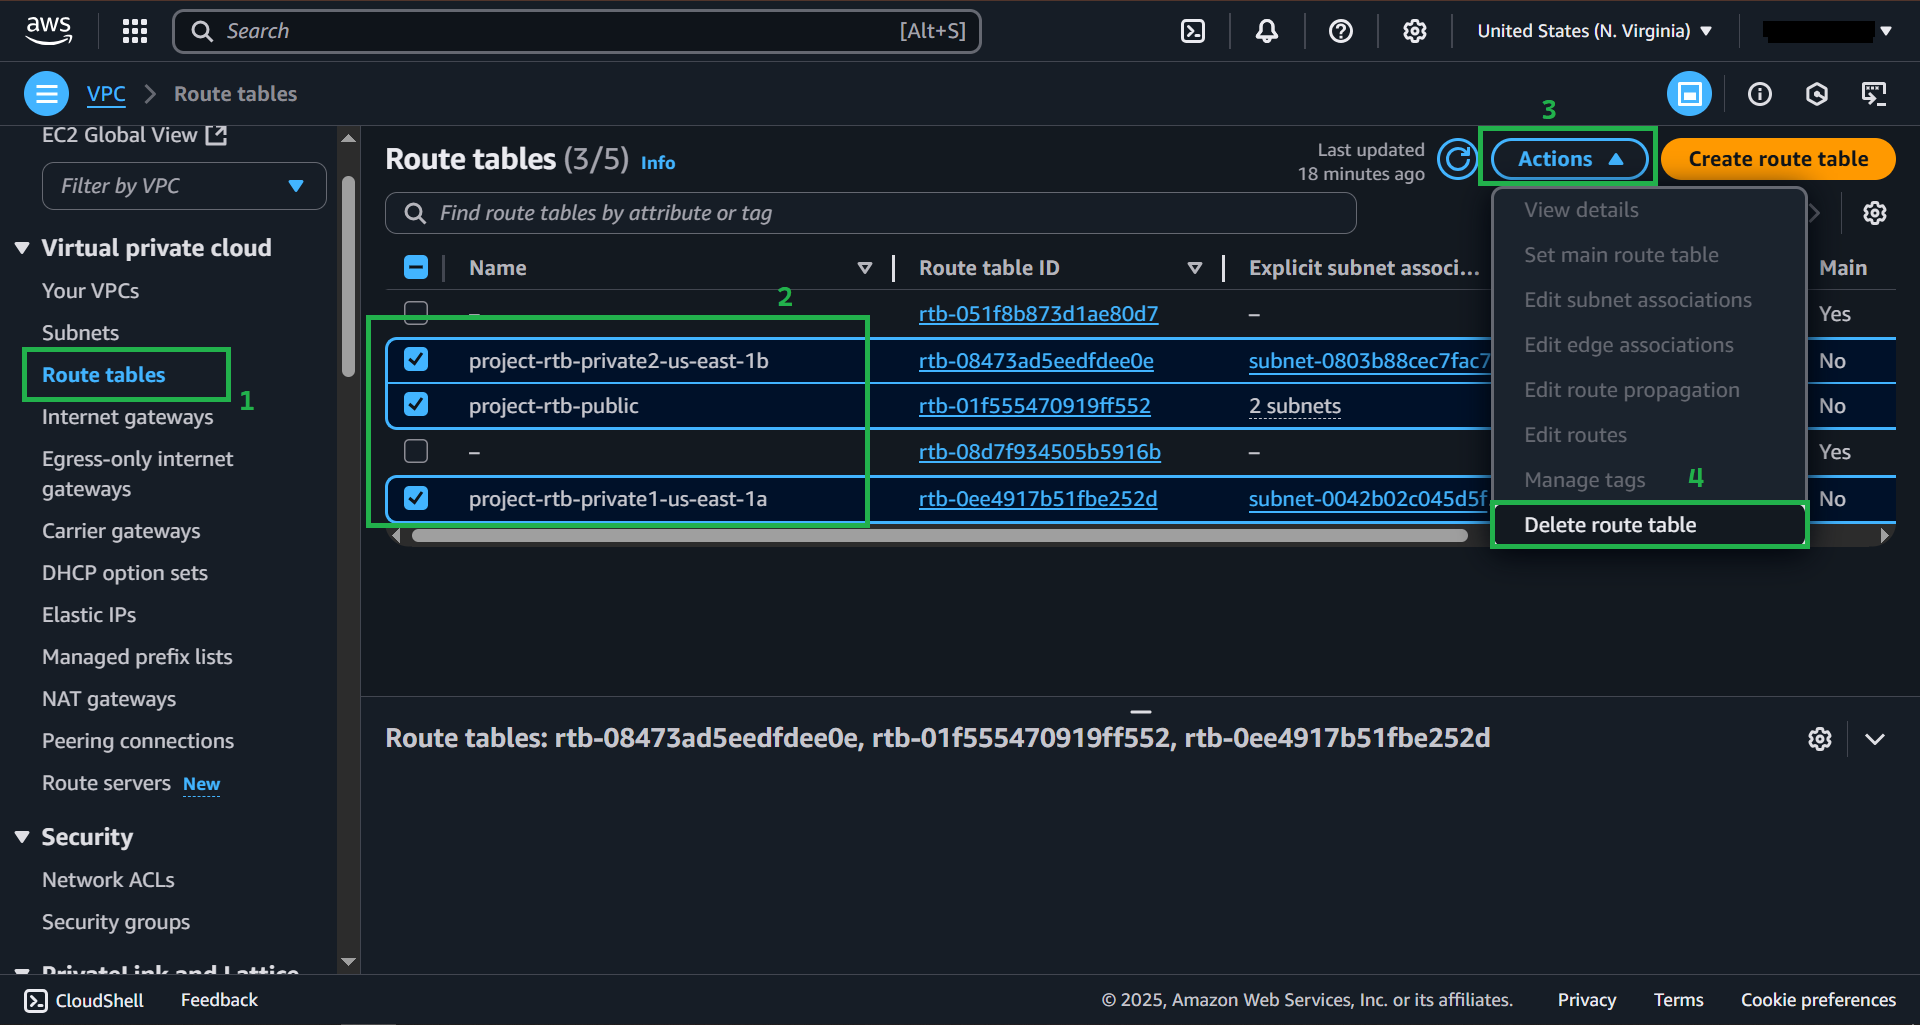 aws
Search
[Alt+S]
United States (N. Virginia)
VPC
Route tables
EC2 Global View
Filter by VPC
Virtual private cloud
Your VPCs
Subnets
Route tables
1
Internet gateways
Egress-only internet
gateways
Carrier gateways
DHCP option sets
Elastic IPs
Managed prefix lists
NAT gateways
Peering connections
Route servers New
Security
Network ACLs
Security groups
PrivateLink and Lattice
Route tables (3/5) Info
Last updated
18 minutes ago
3
Actions
Create route table
Find route tables by attribute or tag
Name
Route table ID
Explicit subnet associ...
Main
2
– rtb-051f8b873d1ae80d7 – Yes
project-rtb-private2-us-east-1b rtb-08473ad5eedfdee0e subnet-0803b88cec7fac7 No
project-rtb-public rtb-01f555470919ff552 2 subnets No
– rtb-08d7f934505b5916b – Yes
project-rtb-private1-us-east-1a rtb-0ee4917b51fbe252d subnet-0042b02c045d5f No
View details
Set main route table
Edit subnet associations
Edit edge associations
Edit route propagation
Edit routes
Manage tags
4
Delete route table
Route tables: rtb-08473ad5eedfdee0e, rtb-01f555470919ff552, rtb-0ee4917b51fbe252d
CloudShell
Feedback
© 2025, Amazon Web Services, Inc. or its affiliates.
Privacy
Terms
Cookie preferences